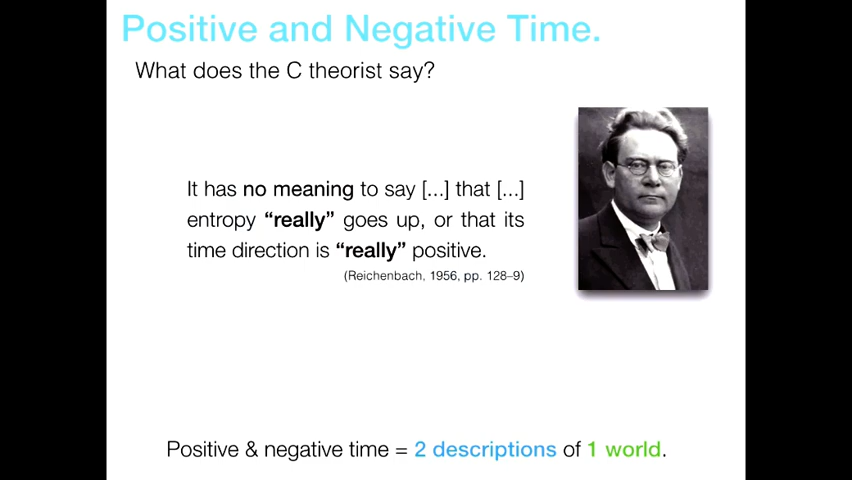 Positive and Negative Time.
What does the C theorist say?
It has no meaning to say [...] that [...]
entropy “really” goes up, or that its
time direction is “really” positive.
(Reichenbach, 1956, pp. 128–9)
Positive & negative time = 2 descriptions of 1 world.